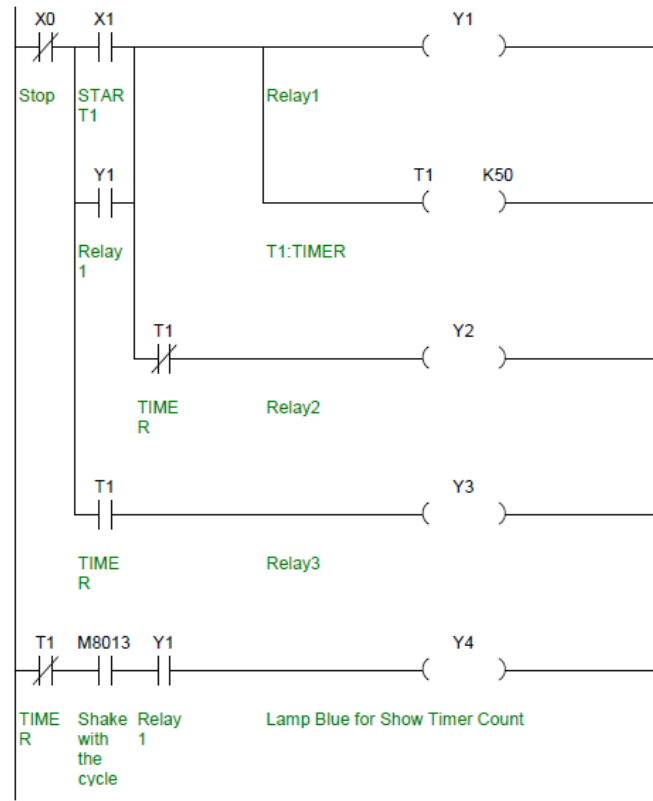 X0 X1 Y1
Stop STAR Relay1
T1
Y1 T1 K50
Relay T1:TIMER
1
T1 Y2
TIME Relay2
R
T1 Y3
TIME Relay3
R
T1 M8013 Y1 Y4
TIME Shake Relay Lamp Blue for Show Timer Count
R with 1
the
cycle